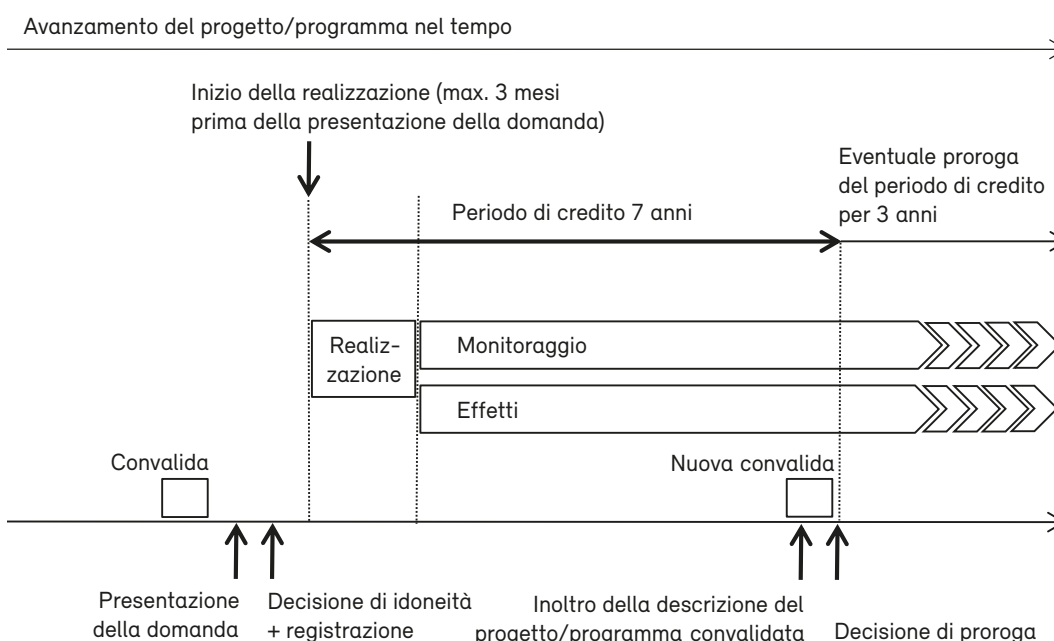 Avanzamento del progetto/programma nel tempo
Inizio della realizzazione (max. 3 mesi
prima della presentazione della domanda)
Eventuale proroga
del periodo di credito
per 3 anni
Periodo di credito 7 anni
Realiz-
zazione
Monitoraggio
Effetti
Convalida
Nuova convalida
Presentazione
della domanda
Decisione di idoneità
+ registrazione
Inoltro della descrizione del
progetto/programma convalidata
Decisione di proroga